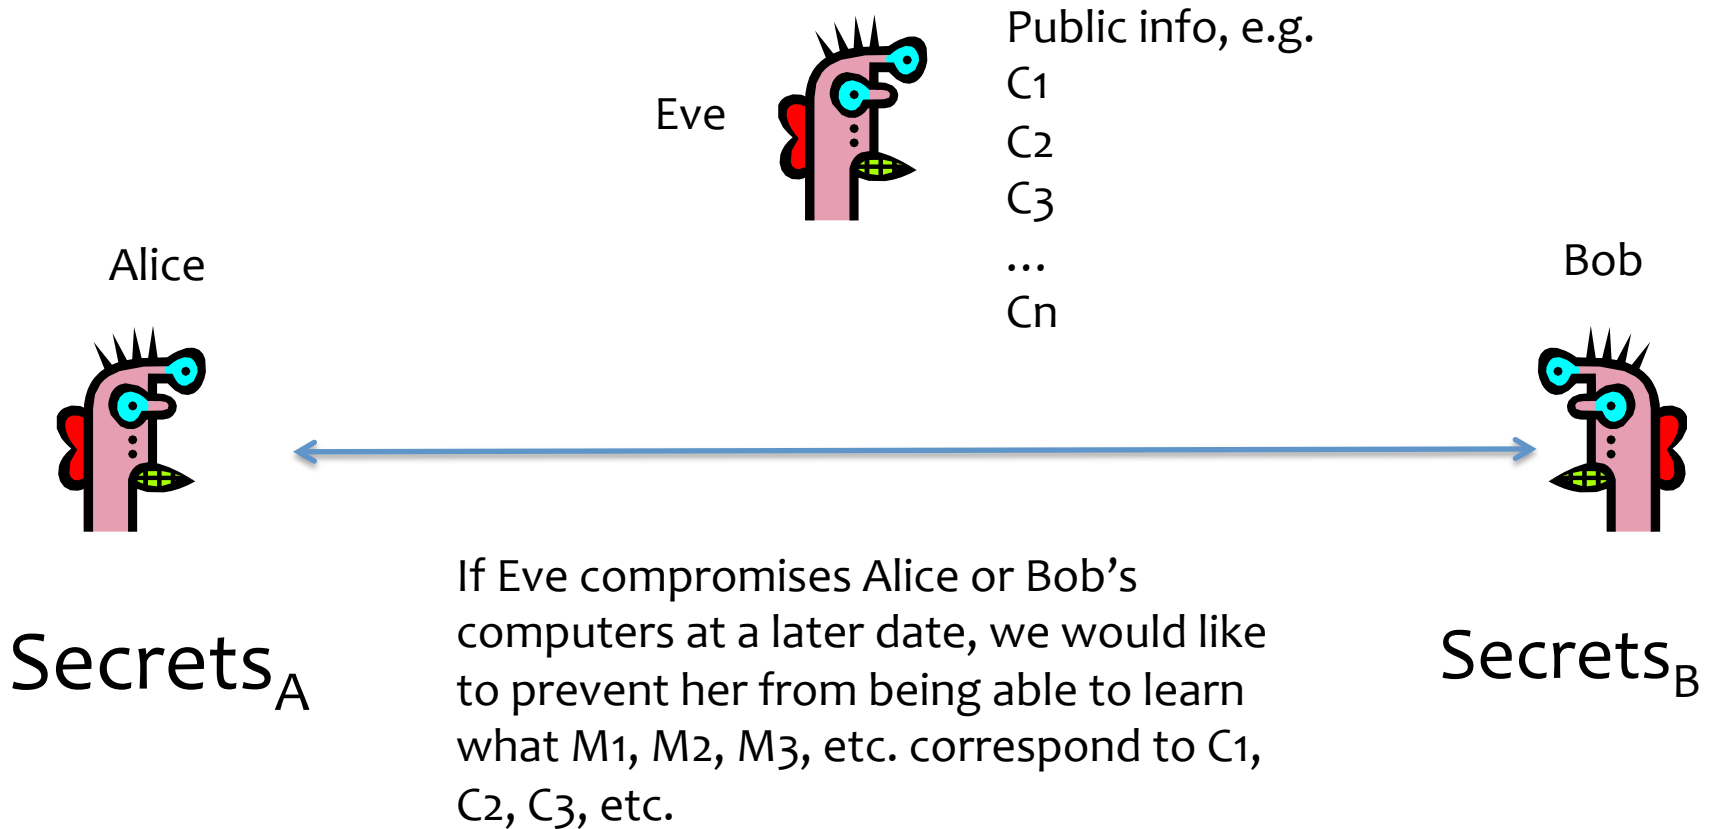 Public info, e.g.
C1
Eve
C2
C3
...
Cn
Alice
Bob
If Eve compromises Alice or Bob’s
computers at a later date, we would like
to prevent her from being able to learn
what M1, M2, M3, etc. correspond to C1,
C2, C3, etc.
Secrets_A
Secrets_B